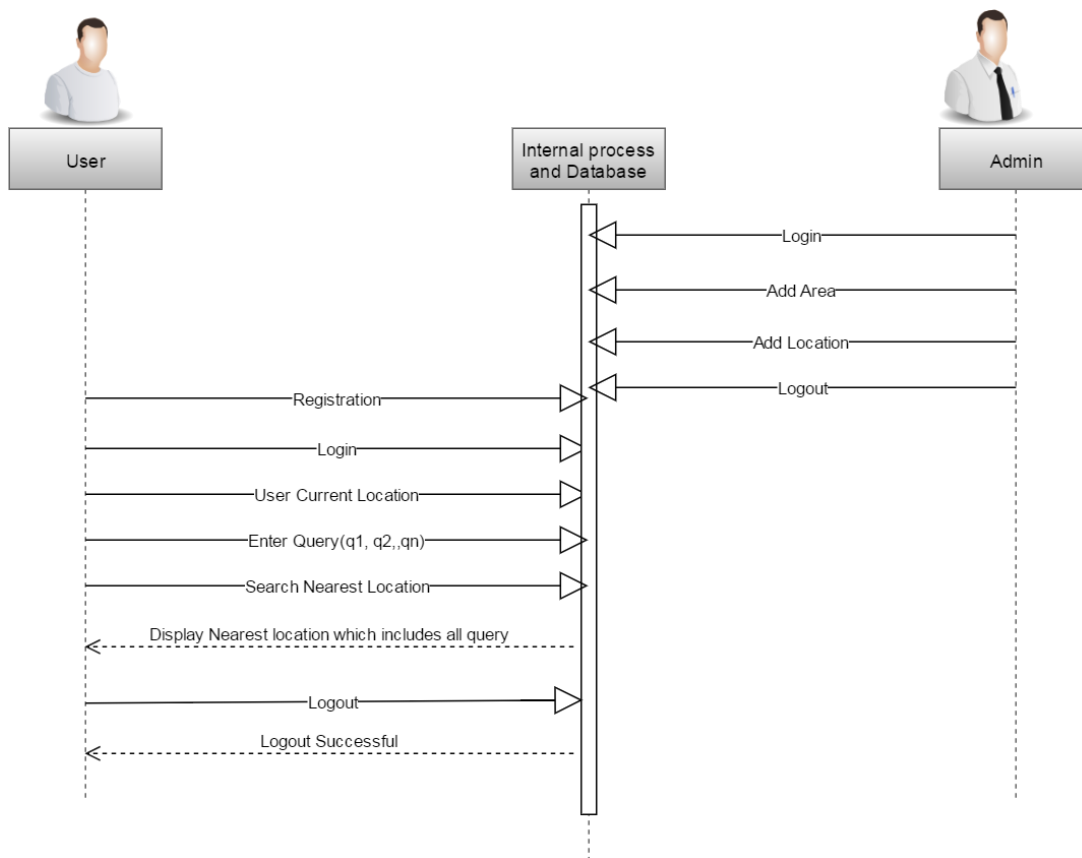 User
Internal process
and Database
Admin
Login
Add Area
Add Location
Logout
Registration
Login
User Current Location
Enter Query(q1, q2,,qn)
Search Nearest Location
Display Nearest location which includes all query
Logout
Logout Successful